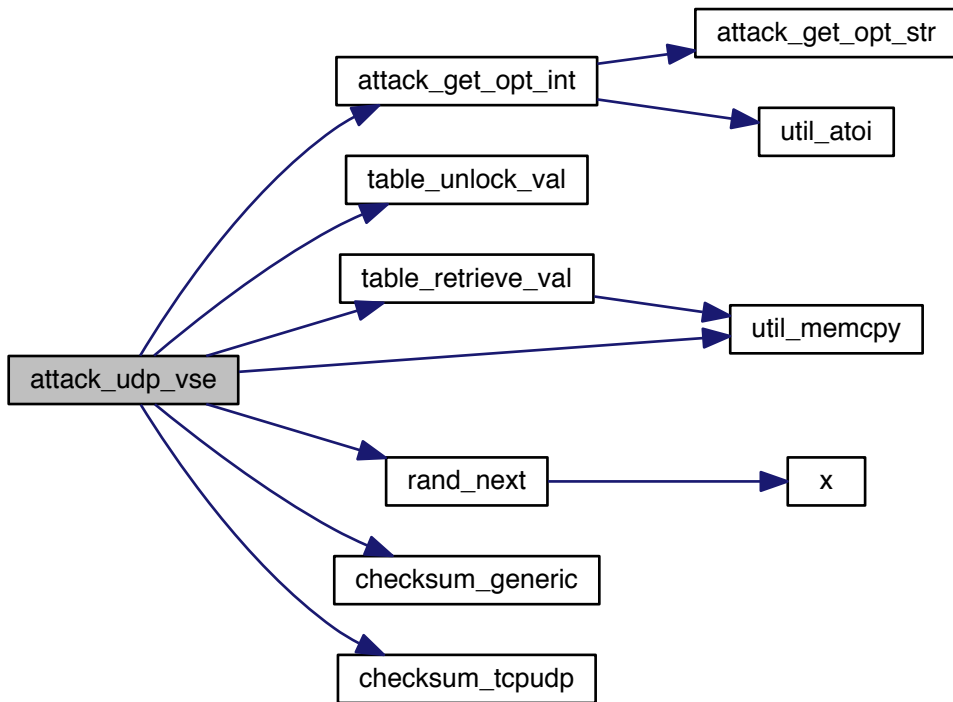 attack_get_opt_str
attack_get_opt_int
util_atoi
table_unlock_val
table_retrieve_val
util_memcpy
attack_udp_vse
rand_next
x
checksum_generic
checksum_tcpudp